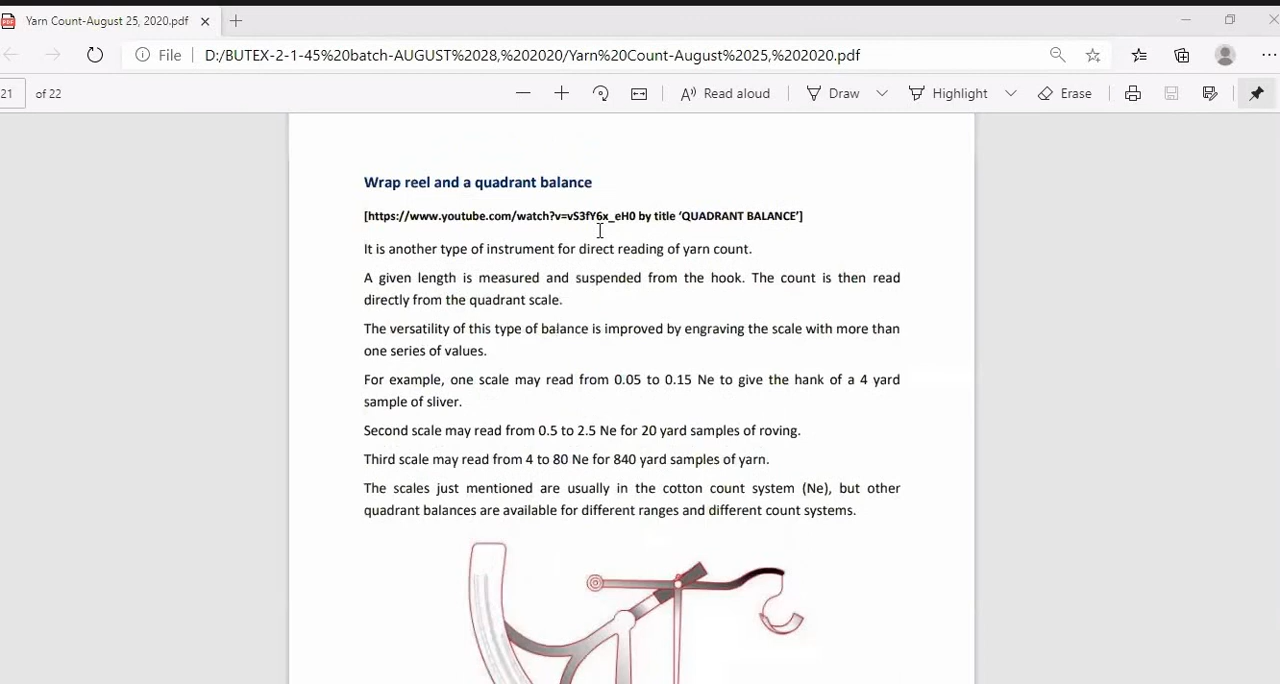 Yarn Count-August 25, 2020.pdf
File D:/BUTEX-2-1-45%20batch-AUGUST%2028,%202020/Yarn%20Count-August%2025,%202020.pdf
21 of 22 Read aloud Draw Highlight Erase
Wrap reel and a quadrant balance
[https://www.youtube.com/watch?v=vS3fY6x_eH0 by title ‘QUADRANT BALANCE’]
It is another type of instrument for direct reading of yarn count.
A given length is measured and suspended from the hook. The count is then read
directly from the quadrant scale.
The versatility of this type of balance is improved by engraving the scale with more than
one series of values.
For example, one scale may read from 0.05 to 0.15 Ne to give the hank of a 4 yard
sample of sliver.
Second scale may read from 0.5 to 2.5 Ne for 20 yard samples of roving.
Third scale may read from 4 to 80 Ne for 840 yard samples of yarn.
The scales just mentioned are usually in the cotton count system (Ne), but other
quadrant balances are available for different ranges and different count systems.